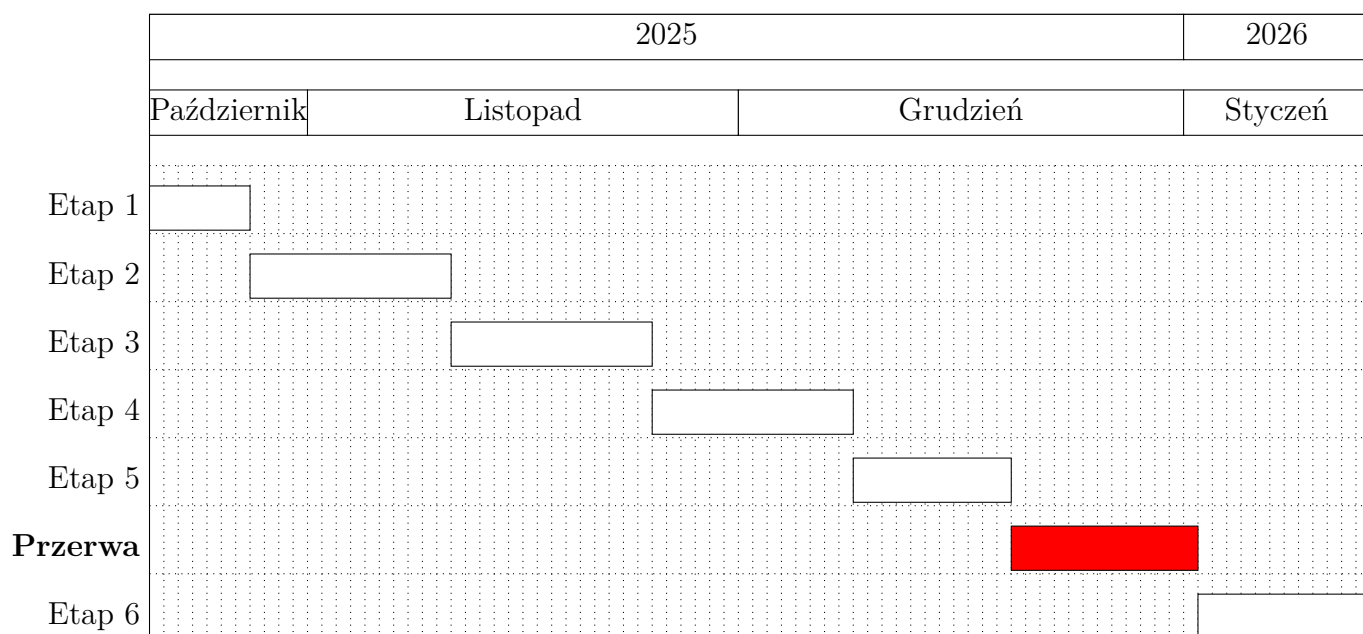 2025 2026
Październik Listopad Grudzień Styczeń
Etap 1
Etap 2
Etap 3
Etap 4
Etap 5
Przerwa
Etap 6